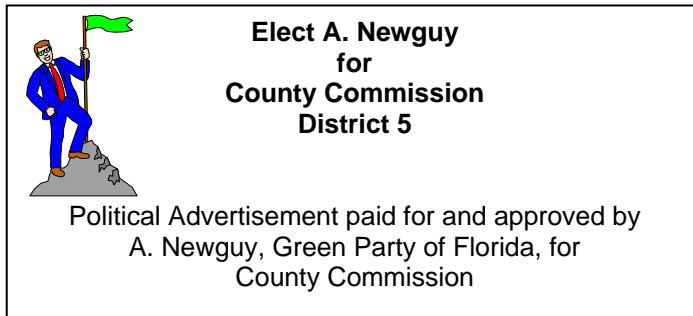 Elect A. Newguy
for
County Commission
District 5
Political Advertisement paid for and approved by
A. Newguy, Green Party of Florida, for
County Commission